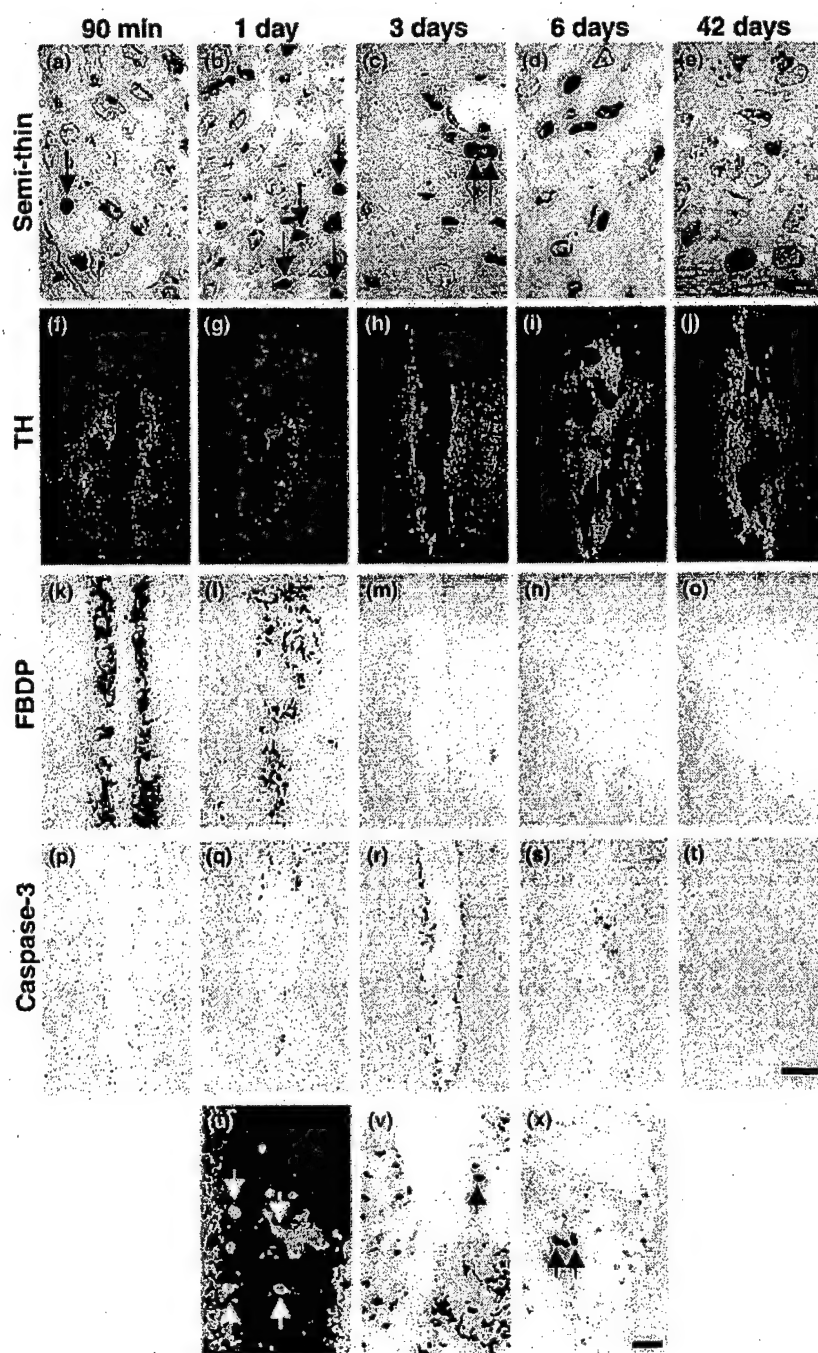 90 min 1 day 3 days 6 days 42 days
Semi-thin
(a) (b) (c) (d) (e)
TH
(f) (g) (h) (i) (j)
FBDP
(k) (l) (m) (n) (o)
Caspase-3
(p) (q) (r) (s) (t)
(u) (v) (x)